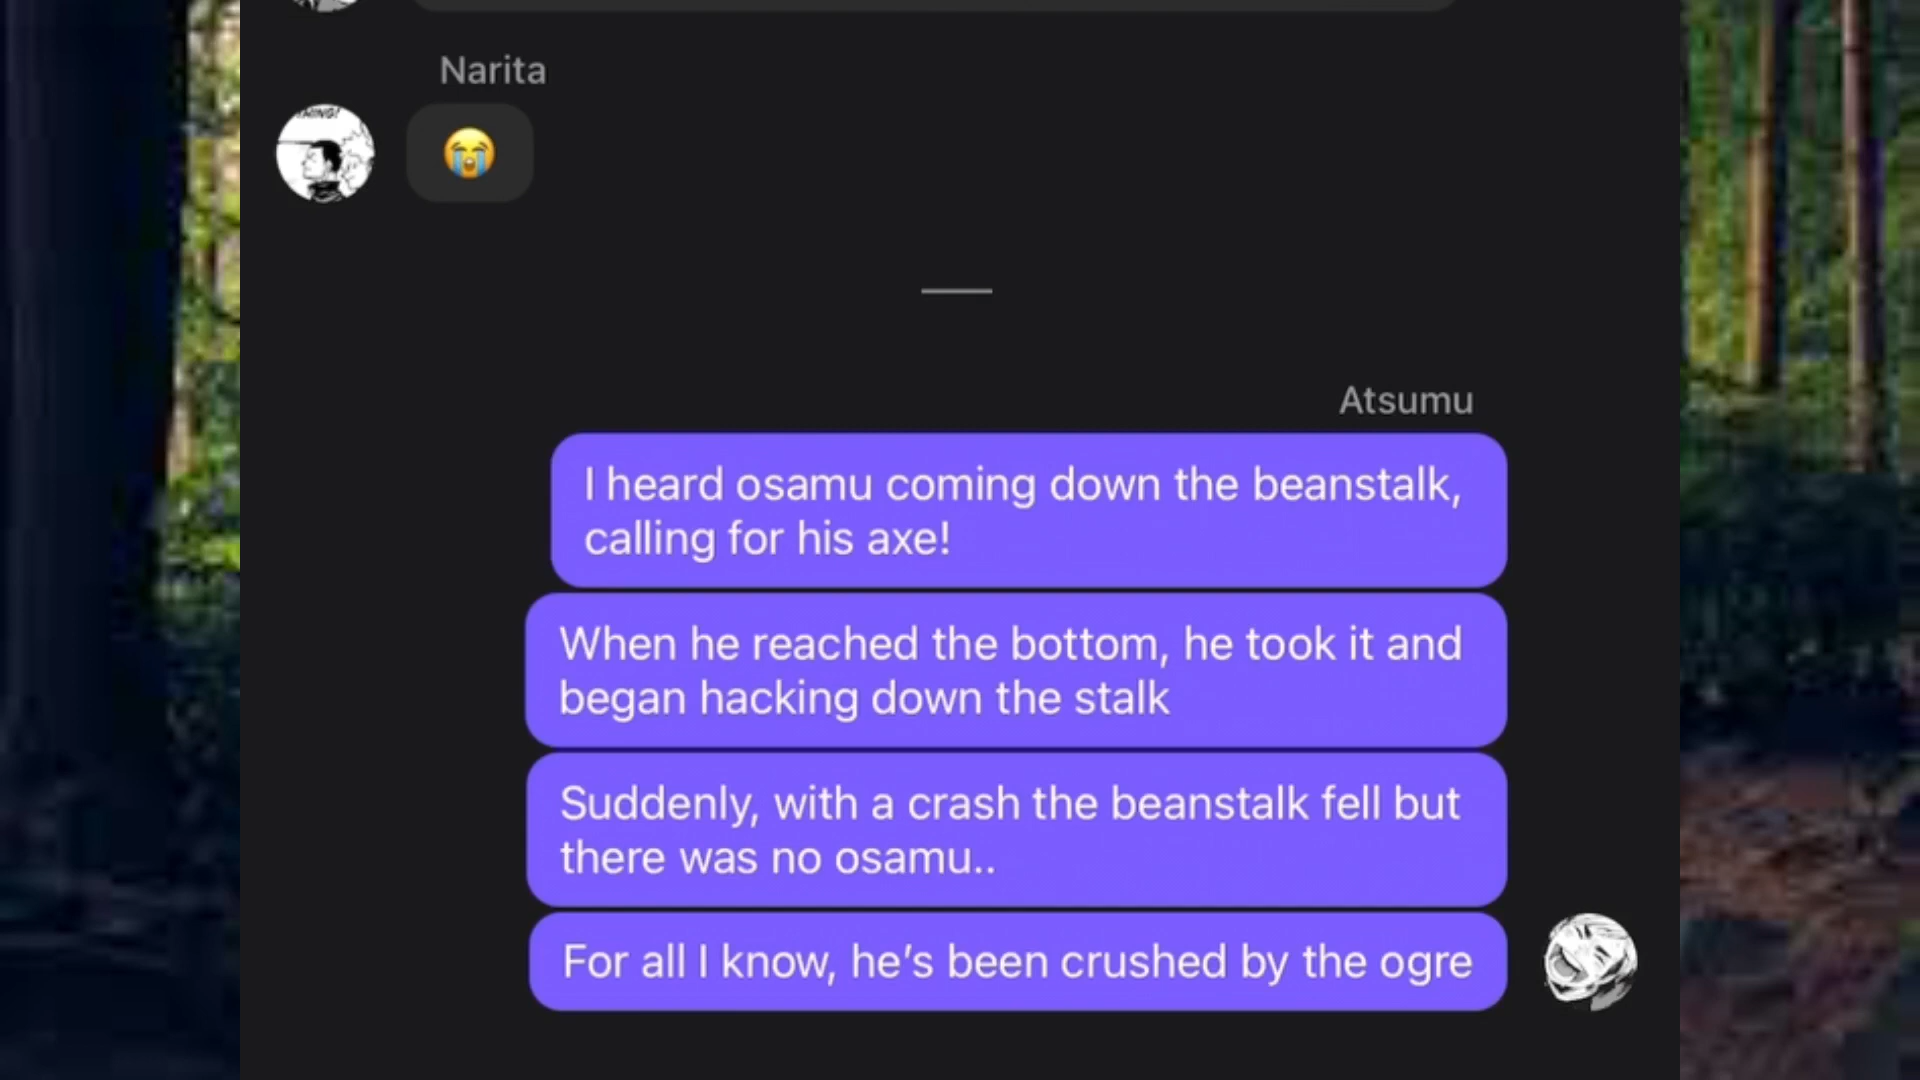 Narita
😭
Atsumu
I heard osamu coming down the beanstalk,
calling for his axe!
When he reached the bottom, he took it and
began hacking down the stalk
Suddenly, with a crash the beanstalk fell but
there was no osamu..
For all I know, he's been crushed by the ogre